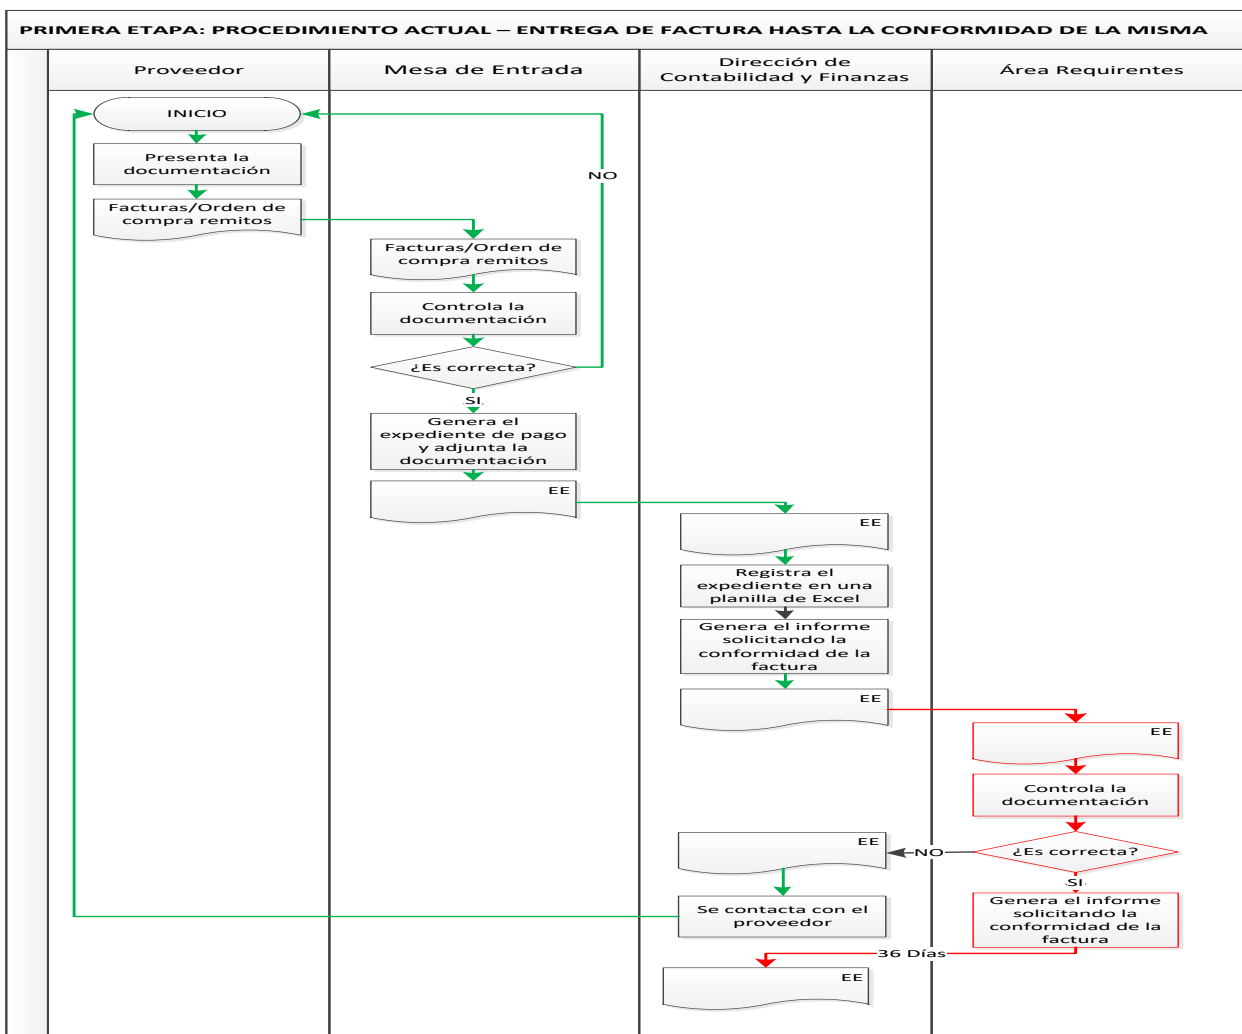 PRIMERA ETAPA: PROCEDIMIENTO ACTUAL – ENTREGA DE FACTURA HASTA LA CONFORMIDAD DE LA MISMA
Proveedor
Mesa de Entrada
Dirección de
Contabilidad y Finanzas
Área Requirentes
INICIO
Presenta la
documentación
NO
Facturas/Orden de
compra remitos
Facturas/Orden de
compra remitos
Controla la
documentación
¿Es correcta?
SI
Genera el
expediente de pago
y adjunta la
documentación
EE
EE
Registra el
expediente en una
planilla de Excel
Genera el informe
solicitando la
conformidad de la
factura
EE
EE
Controla la
documentación
¿Es correcta?
NO
EE
SI
Genera el informe
solicitando la
conformidad de la
factura
Se contacta con el
proveedor
36 Días
EE